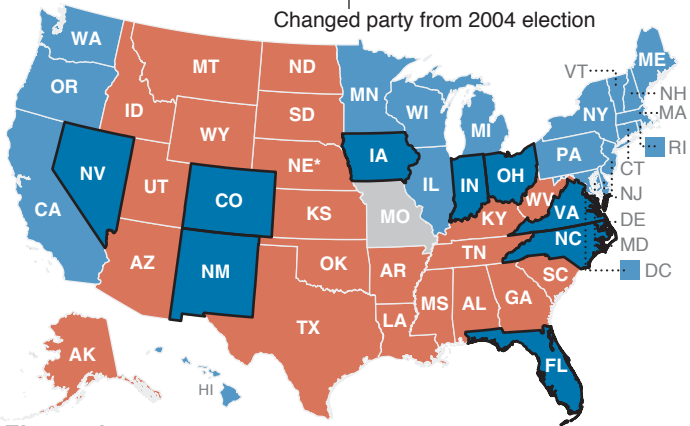 Changed party from 2004 election
WA
ME
MT
ND
VT
OR
MN
NH
ID
SD
WI
NY
MA
WY
MI
RI
IA
PA
NE*
NV
OH
CT
IL
IN
UT
CO
NJ
CA
WV
VA
KS
MO
KY
DE
NC
MD
TN
AZ
OK
NM
AR
SC
DC
MS
AL
GA
LA
TX
AK
FL
HI